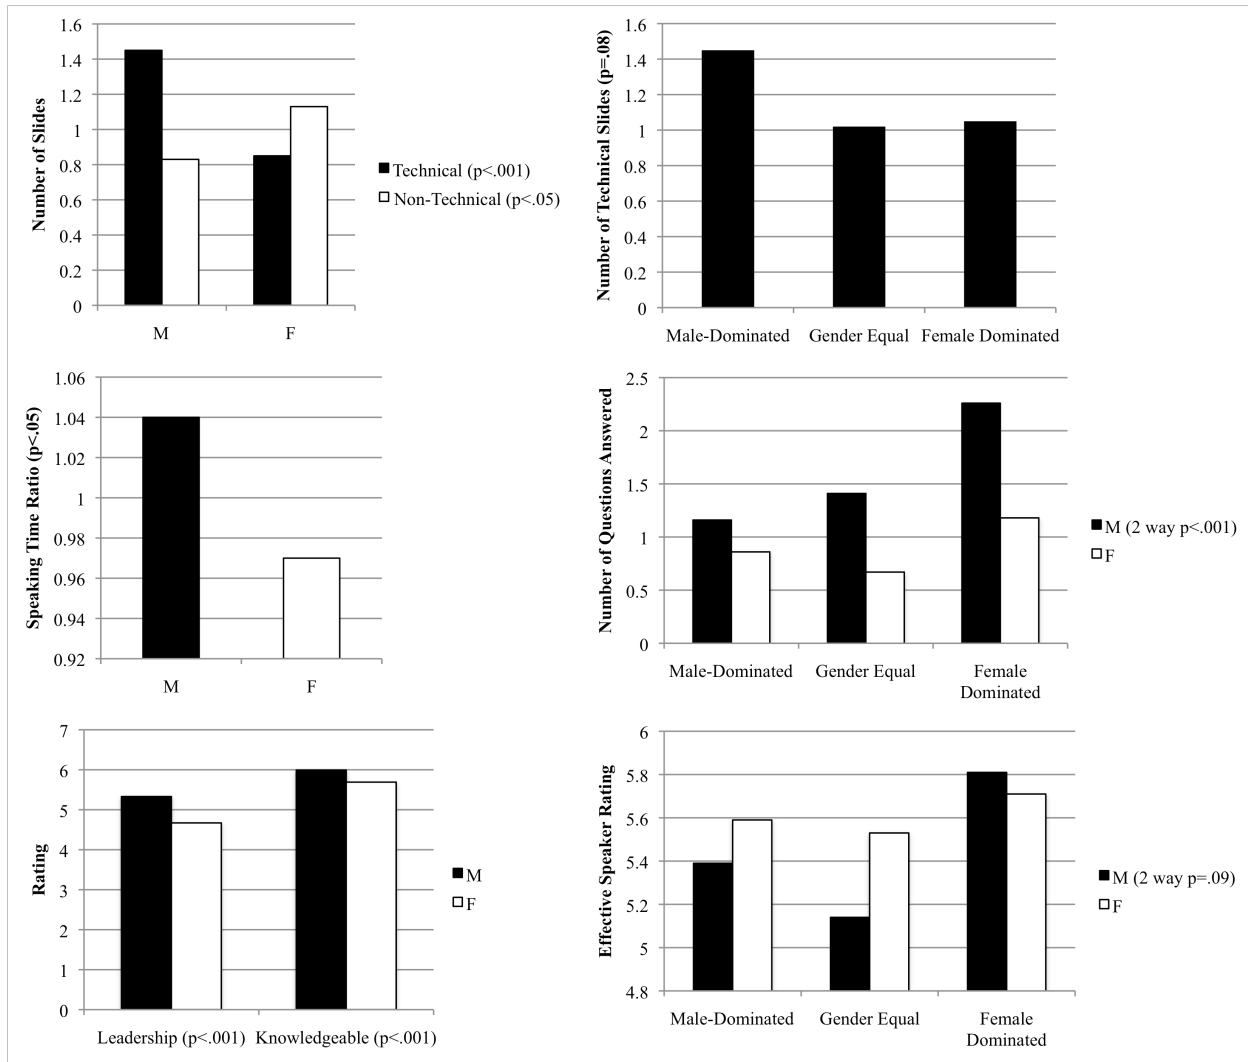 1.6
1.4
1.2
1
0.8
0.6
0.4
0.2
0
Number of Slides
M F
Technical (p<.001)
Non-Technical (p<.05)
1.6
1.4
1.2
1
0.8
0.6
0.4
0.2
0
Number of Technical Slides (p=.08)
Male-Dominated Gender Equal Female Dominated
1.06
1.04
1.02
1
0.98
0.96
0.94
0.92
Speaking Time Ratio (p<.05)
M F
2.5
2
1.5
1
0.5
0
Number of Questions Answered
Male-Dominated Gender Equal Female
Dominated
M (2 way p<.001)
F
7
6
5
4
3
2
1
0
Rating
Leadership (p<.001) Knowledgeable (p<.001)
M
F
6
5.8
5.6
5.4
5.2
5
4.8
Effective Speaker Rating
Male-Dominated Gender Equal Female
Dominated
M (2 way p=.09)
F